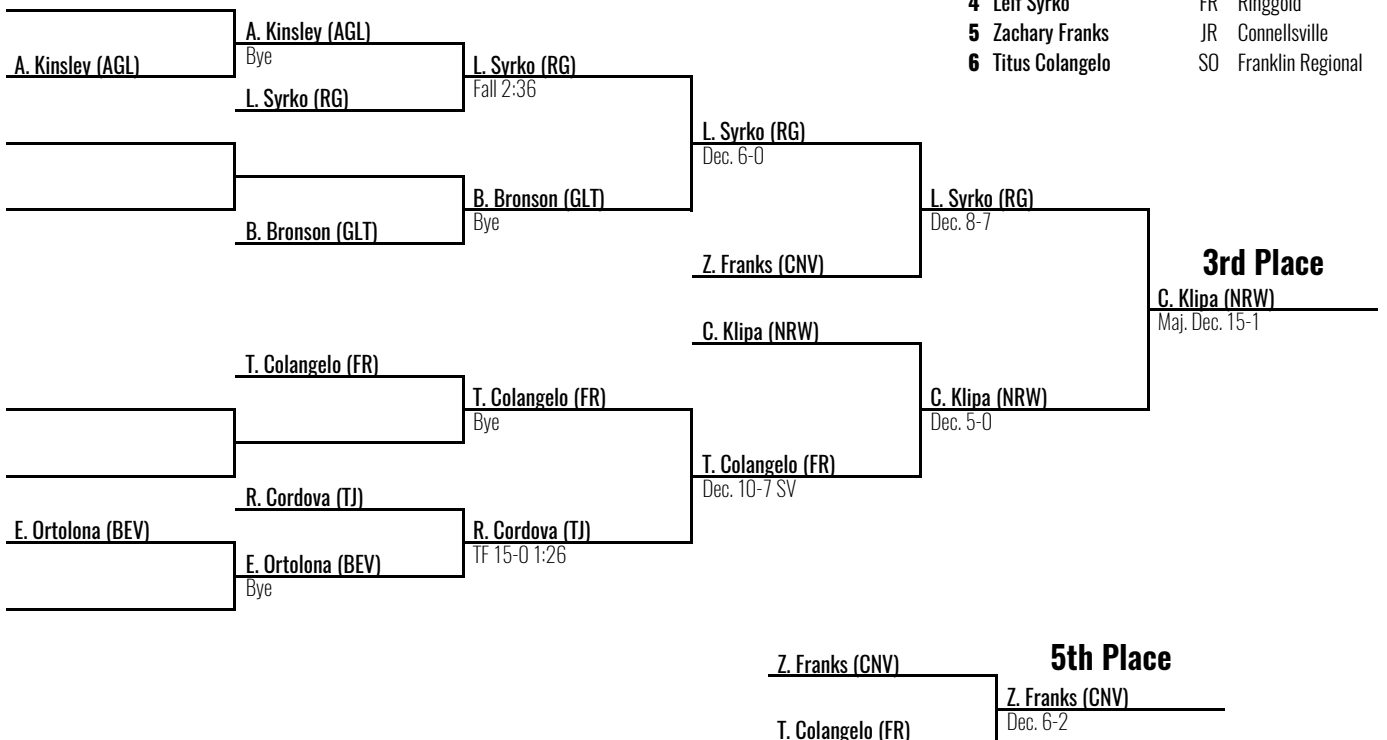 4 Leif Syrko FR Ringgold
5 Zachary Franks JR Connellsville
6 Titus Colangelo SO Franklin Regional
A. Kinsley (AGL)
A. Kinsley (AGL)
Bye
L. Syrko (RG)
L. Syrko (RG)
Fall 2:36
L. Syrko (RG)
Dec. 6-0
B. Bronson (GLT)
B. Bronson (GLT)
Bye
L. Syrko (RG)
Dec. 8-7
Z. Franks (CNV)
3rd Place
C. Klipa (NRW)
Maj. Dec. 15-1
C. Klipa (NRW)
T. Colangelo (FR)
T. Colangelo (FR)
Bye
C. Klipa (NRW)
Dec. 5-0
T. Colangelo (FR)
Dec. 10-7 SV
R. Cordova (TJ)
E. Ortolona (BEV)
R. Cordova (TJ)
TF 15-0 1:26
E. Ortolona (BEV)
Bye
5th Place
Z. Franks (CNV)
Z. Franks (CNV)
Dec. 6-2
T. Colangelo (FR)